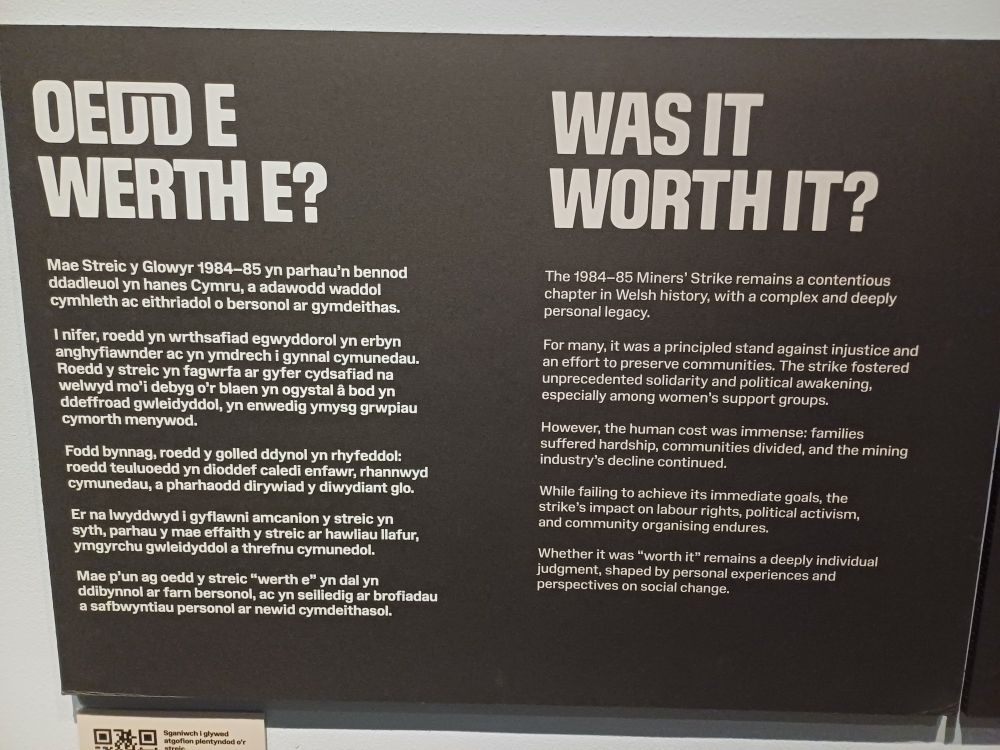 OEDD E
WERTH E?
Mae Streic y Glowyr 1984–85 yn parhau'n bennod
ddadleuol yn hanes Cymru, a adawodd waddol
cymhleth ac eithriadol o bersonol ar gymdeithas.
I nifer, roedd yn wrthsafiad egwyddorol yn erbyn
anghyfiawnder ac yn ymdrech i gynnal cymunedau.
Roedd y streic yn fagwrfa ar gyfer cydsafiad na
welwyd mo'i debyg o'r blaen yn ogystal â bod yn
ddeffroad gwleidyddol, yn enwedig ymysg grwpiau
cymorth menywod.
Fodd bynnag, roedd y golled ddynol yn rhyfeddol:
roedd teuluoedd yn dioddef caledi enfawr, rhannwyd
cymunedau, a pharhaodd dirywiad y diwydiant glo.
Er na lwyddwyd i gyflawni amcanion y streic yn
syth, parhau y mae effaith y streic ar hawliau llafur,
ymgyrchu gwleidyddol a threfnu cymunedol.
Mae p'un ag oedd y streic "werth e" yn dal yn
ddibynnol ar farn bersonol, ac yn seiliedig ar brofiadau
a safbwyntiau personol ar newid cymdeithasol.
WAS IT
WORTH IT?
The 1984–85 Miners' Strike remains a contentious
chapter in Welsh history, with a complex and deeply
personal legacy.
For many, it was a principled stand against injustice and
an effort to preserve communities. The strike fostered
unprecedented solidarity and political awakening,
especially among women's support groups.
However, the human cost was immense: families
suffered hardship, communities divided, and the mining
industry's decline continued.
While failing to achieve its immediate goals, the
strike's impact on labour rights, political activism,
and community organising endures.
Whether it was "worth it" remains a deeply individual
judgment, shaped by personal experiences and
perspectives on social change.
Sganiwch i glywed
atgofion plentyndod o'r
streic